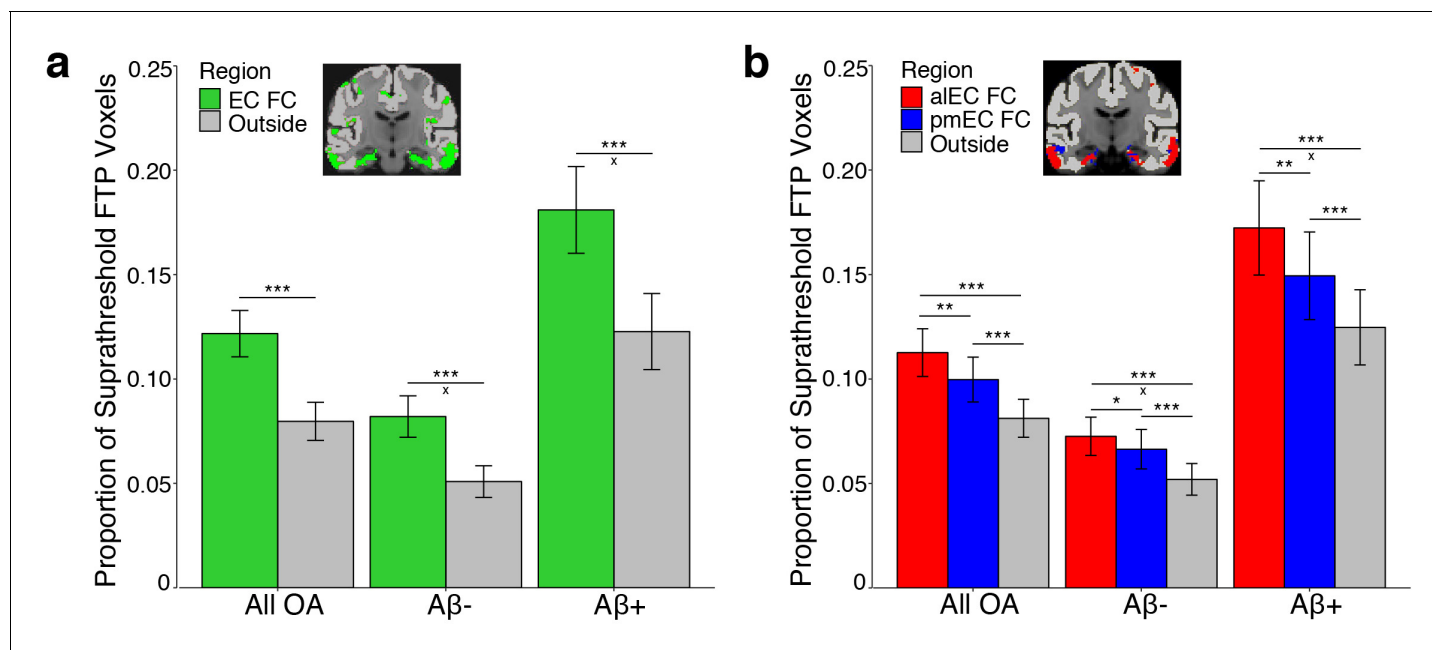 a
Proportion of Suprathreshold FTP Voxels
0.25
0.20
0.15
0.10
0.05
0
Region
EC FC
Outside
***
***
x
***
x
All OA
Aβ-
Aβ+
b
Proportion of Suprathreshold FTP Voxels
0.25
0.20
0.15
0.10
0.05
0
Region
alEC FC
pmEC FC
Outside
***
**
***
***
x
*
***
***
x
**
***
All OA
Aβ-
Aβ+